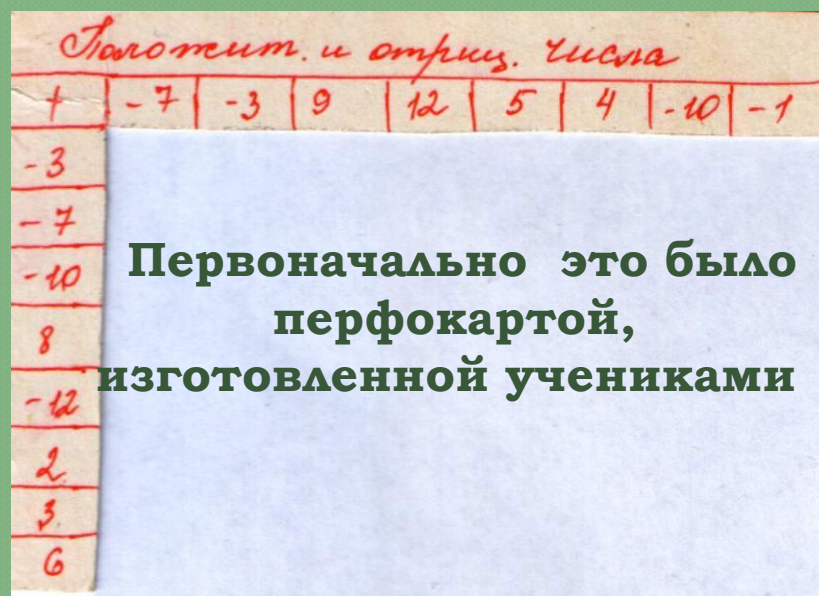 Положит. и отриц. числа
+ -7 -3 9 12 5 4 -10 -1
-3
-7
-10
8
-12
2
3
6
Первоначально это было
перфокартой,
изготовленной учениками